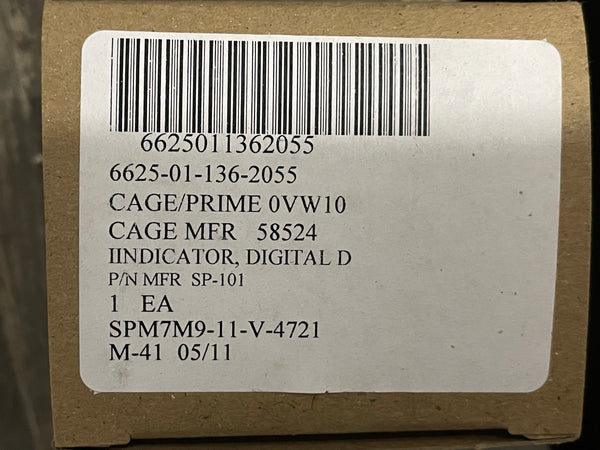 6625011362055
6625-01-136-2055
CAGE/PRIME 0VW10
CAGE MFR 58524
IINDICATOR, DIGITAL D
P/N MFR SP-101
1 EA
SPM7M9-11-V-4721
M-41 05/11